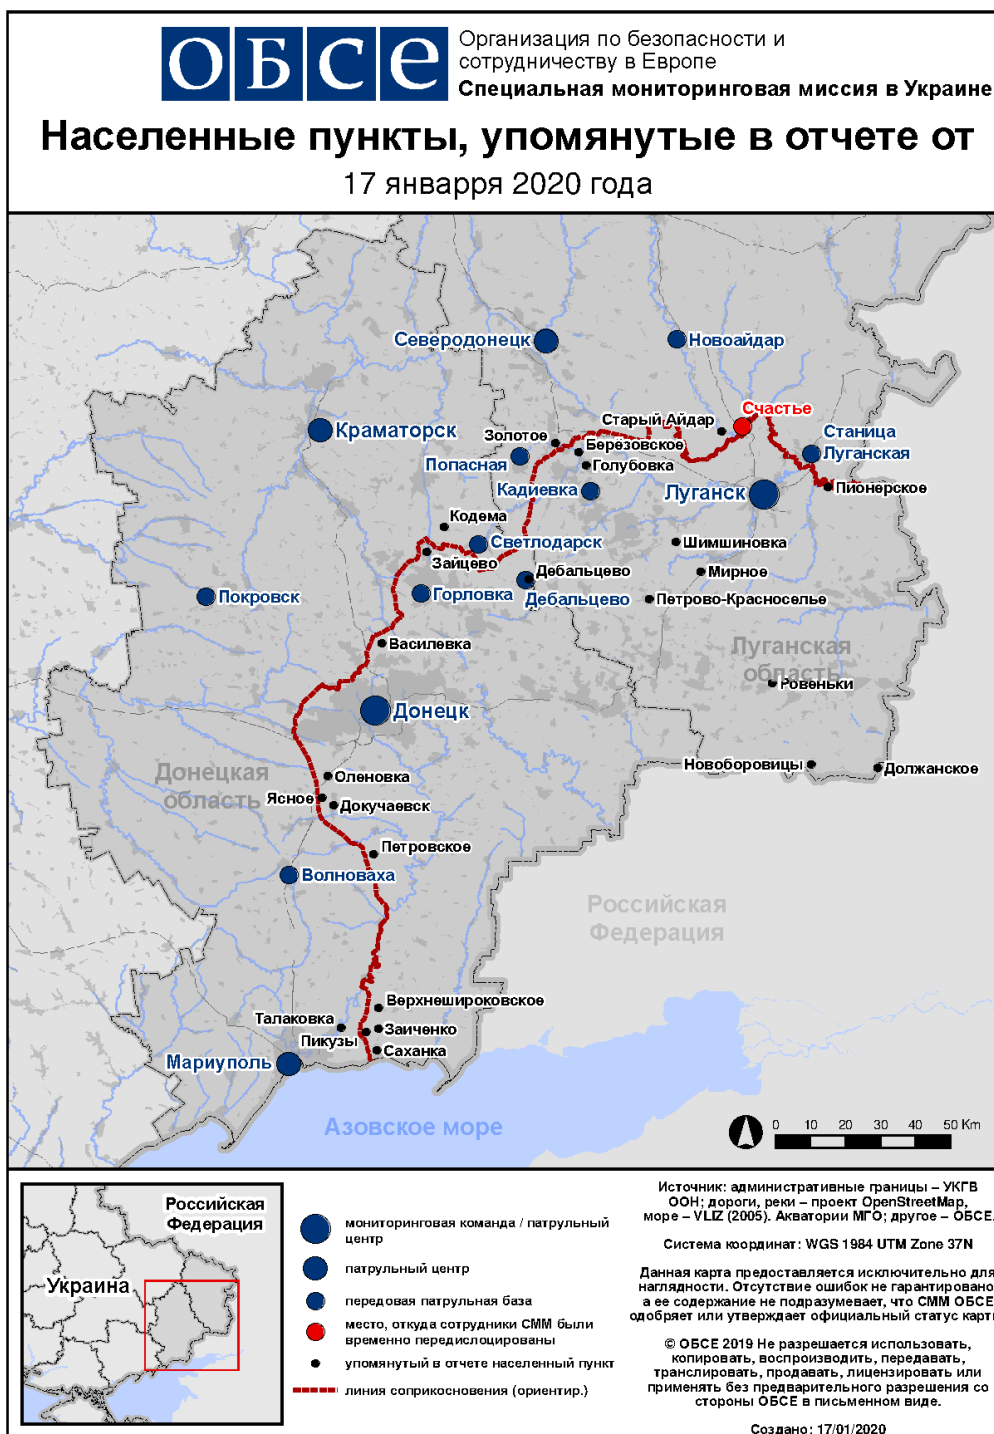 ОБСЕ
Организация по безопасности и
сотрудничеству в Европе
Специальная мониторинговая миссия в Украине
Населенные пункты, упомянутые в отчете от
17 января 2020 года
Северодонецк
Новоайдар
Счастье
Старый Айдар
Краматорск
Золотое
Березовское
Станица
Луганская
Попасная
Голубовка
Кадиевка
Луганск
Пионерское
Кодема
Светлодарск
Шимшиновка
Зайцево
Дебальцево
Мирное
Покровск
Горловка
Дебальцево
Петрово-Красноселье
Василевка
Луганская
область
Ровеньки
Донецк
Донецкая
область
Оленовка
Новоборовицы
Должанское
Ясное
Докучаевск
Петровское
Волноваха
Российская
Федерация
Верхнешироковское
Талаковка
Заиченко
Пикузы
Саханка
Мариуполь
Азовское море
0 10 20 30 40 50 Km
Российская
Федерация
Украина
мониторинговая команда / патрульный
центр
патрульный центр
передовая патрульная база
место, откуда сотрудники СММ были
временно передислоцированы
упомянутый в отчете населенный пункт
линия соприкосновения (ориентир.)
Источник: административные границы – УКГВ
ООН; дороги, реки – проект OpenStreetMap,
море – VLIZ (2005). Акватории МГО; другое – ОБСЕ.
Система координат: WGS 1984 UTM Zone 37N
Данная карта предоставляется исключительно для
наглядности. Отсутствие ошибок не гарантировано
а ее содержание не подразумевает, что СММ ОБСЕ
одобряет или утверждает официальный статус карт
© ОБСЕ 2019 Не разрешается использовать,
копировать, воспроизводить, передавать,
транслировать, продавать, лицензировать или
применять без предварительного разрешения со
стороны ОБСЕ в письменном виде.
Создано: 17/01/2020